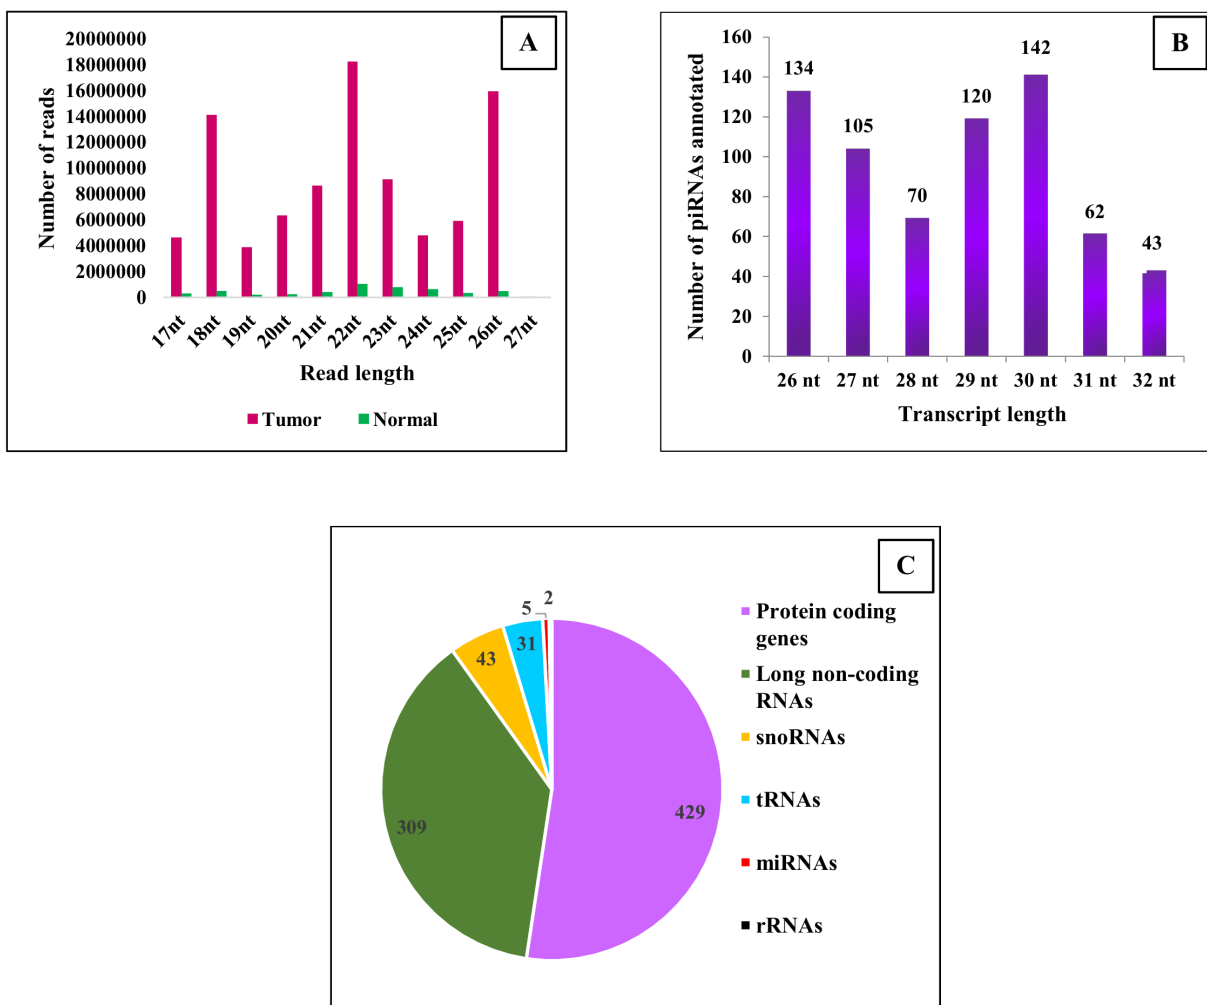 A
20000000
18000000
16000000
14000000
12000000
10000000
8000000
6000000
4000000
2000000
0
Number of reads
17nt 18nt 19nt 20nt 21nt 22nt 23nt 24nt 25nt 26nt 27nt
Read length
Tumor Normal
B
160
140
120
100
80
60
40
20
0
Number of piRNAs annotated
134 105 70 120 142 62 43
26 nt 27 nt 28 nt 29 nt 30 nt 31 nt 32 nt
Transcript length
C
5 2
43 31
309 429
Protein coding
genes
Long non-coding
RNAs
snoRNAs
tRNAs
miRNAs
rRNAs